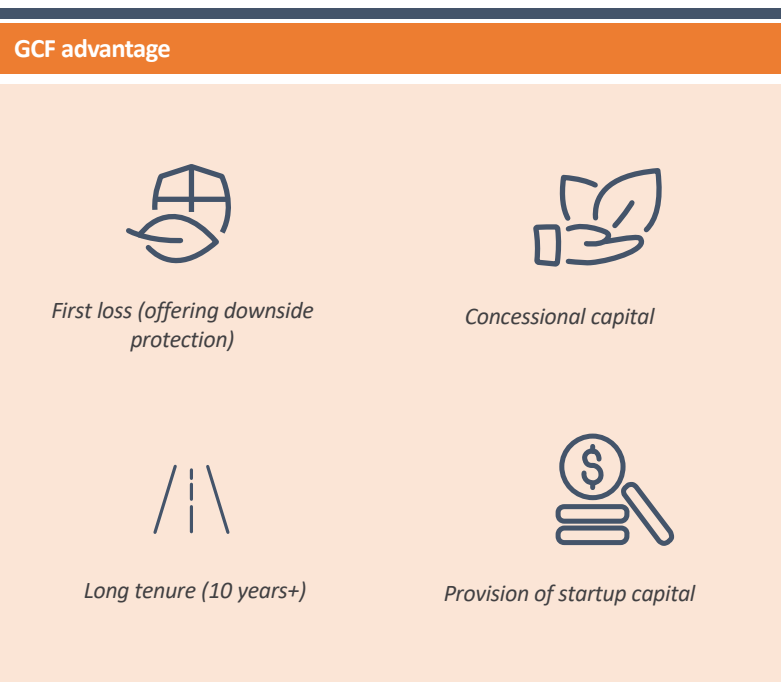 GCF advantage
First loss (offering downside
protection)
Concessional capital
$
Long tenure (10 years+)
Provision of startup capital